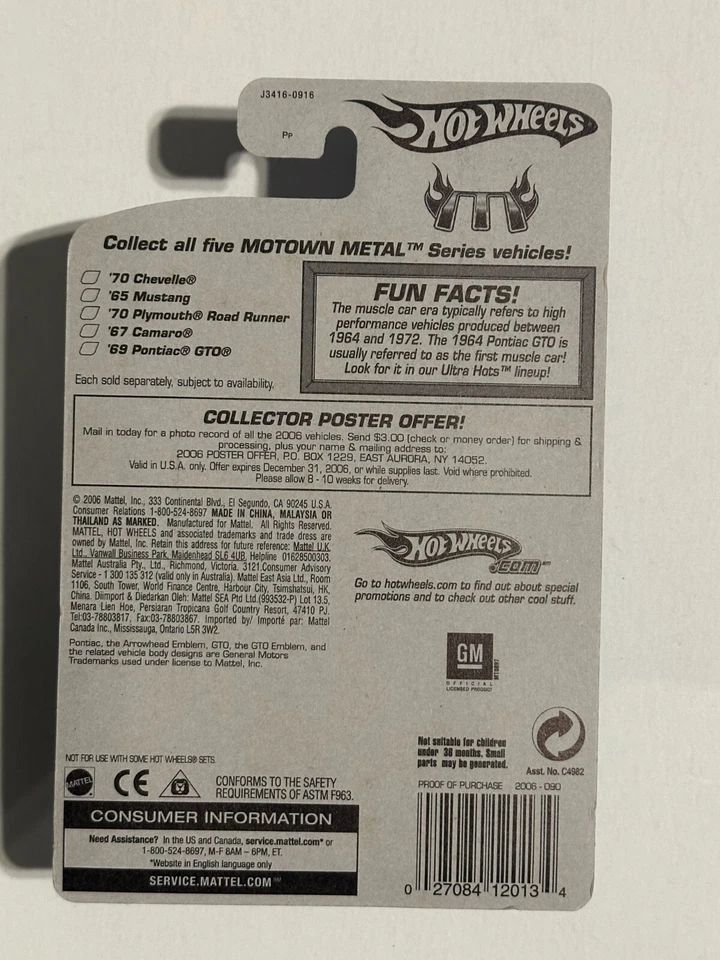 J3416-0916
Pp
HOT WHEELS®
Collect all five MOTOWN METAL™ Series vehicles!
'70 Chevelle®
'65 Mustang
'70 Plymouth® Road Runner
'67 Camaro®
'69 Pontiac® GTO®
Each sold separately, subject to availability.
FUN FACTS!
The muscle car era typically refers to high
performance vehicles produced between
1964 and 1972. The 1964 Pontiac GTO is
usually referred to as the first muscle car!
Look for it in our Ultra Hots™ lineup!
COLLECTOR POSTER OFFER!
Mail in today for a photo record of all the 2006 vehicles. Send $3.00 (check or money order) for shipping &
processing, plus your name & mailing address to:
2006 POSTER OFFER, P.O. BOX 1229, EAST AURORA, NY 14052.
Valid in U.S.A. only. Offer expires December 31, 2006, or while supplies last. Void where prohibited.
Please allow 8 - 10 weeks for delivery.
© 2006 Mattel, Inc., 333 Continental Blvd., El Segundo, CA 90245 U.S.A.
Consumer Relations 1-800-524-8697 MADE IN CHINA, MALAYSIA OR
THAILAND AS MARKED. Manufactured for Mattel. All Rights Reserved.
MATTEL, HOT WHEELS and associated trademarks and trade dress are
owned by Mattel, Inc. Retain this address for future reference: Mattel U.K.
Ltd., Vanwall Business Park, Maidenhead SL6 4UB. Helpline 01628500303.
Mattel Australia Pty., Ltd., Richmond, Victoria. 3121.Consumer Advisory
Service - 1 300 135 312 (valid only in Australia). Mattel East Asia Ltd., Room
1106, South Tower, World Finance Centre, Harbour City, Tsimshatsui, HK,
China. Diimport & Diedarkan Oleh: Mattel SEA Ptd Ltd.(993532-P) Lot 13.5,
Menara Lien Hoe, Persiaran Tropicana Golf Country Resort, 47410 PJ.
Tel:03-78803817, Fax:03-78803867. Imported by/ Importé par: Mattel
Canada Inc., Mississauga, Ontario L5R 3W2.
Pontiac, the Arrowhead Emblem, GTO, the GTO Emblem, and
the related vehicle body designs are General Motors
Trademarks used under license to Mattel, Inc.
HOT WHEELS
.COM
Go to hotwheels.com to find out about special
promotions and to check out other cool stuff.
GM
OFFICIAL
LICENSED PRODUCT
NOT FOR USE WITH SOME HOT WHEELS® SETS.
MATTEL
CE
CONFORMS TO THE SAFETY
REQUIREMENTS OF ASTM F963.
Not suitable for children
under 36 months. Small
parts may be generated.
Asst. No. C4982
PROOF OF PURCHASE 2006 - 090
CONSUMER INFORMATION
Need Assistance? In the US and Canada, service.mattel.com* or
1-800-524-8697, M-F 8AM – 6PM, ET.
*Website in English language only
SERVICE.MATTEL.COM
0 27084 12013 4